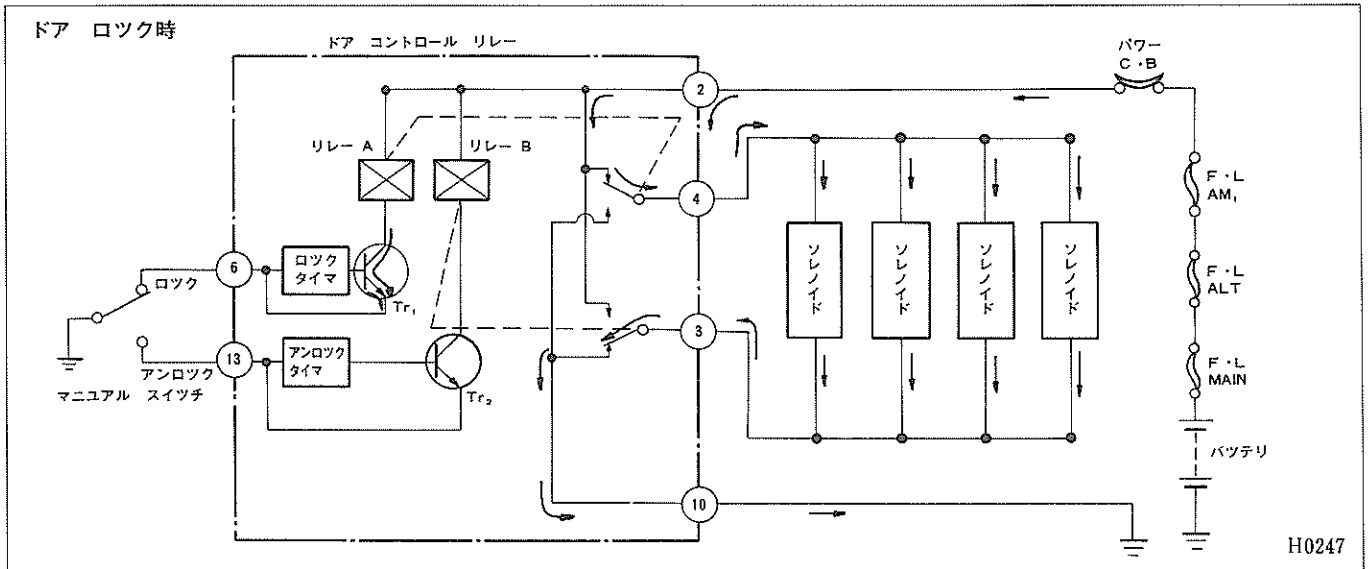 ドア ロツク時
ドア コントロール リレー
パワー
C・B
2
リレー A
リレー B
4
F・L
AM₁
6
ロツク
ロツク
タイマ
Tr₁
ソレノイド
ソレノイド
ソレノイド
ソレノイド
F・L
ALT
3
13
アンロツク
アンロツク
タイマ
Tr₂
マニユアル スイツチ
F・L
MAIN
バツテリ
10
H0247